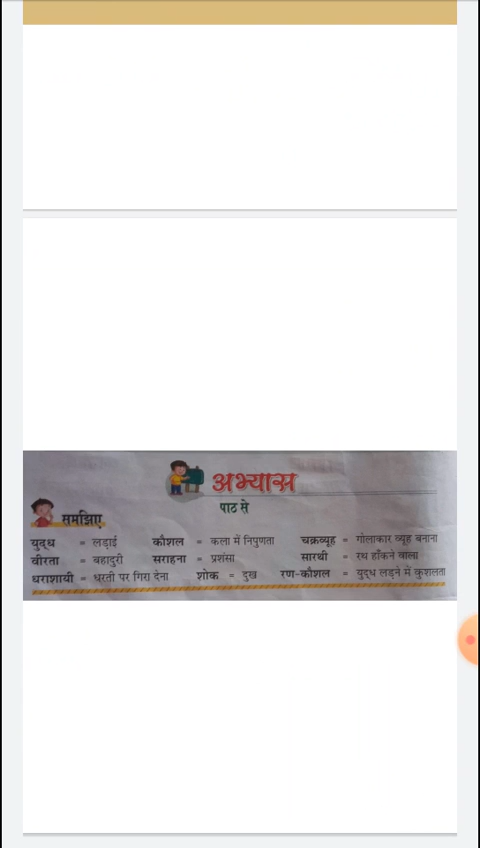 अभ्यास
पाठ से
समझिए
युद्ध = लड़ाई कौशल = कला में निपुणता चक्रव्यूह = गोलाकार व्यूह बनाना
वीरता = बहादुरी सराहना = प्रशंसा सारथी = रथ हाँकने वाला
धराशायी = धरती पर गिरा देना शोक = दुख रण-कौशल = युद्ध लड़ने में कुशलता